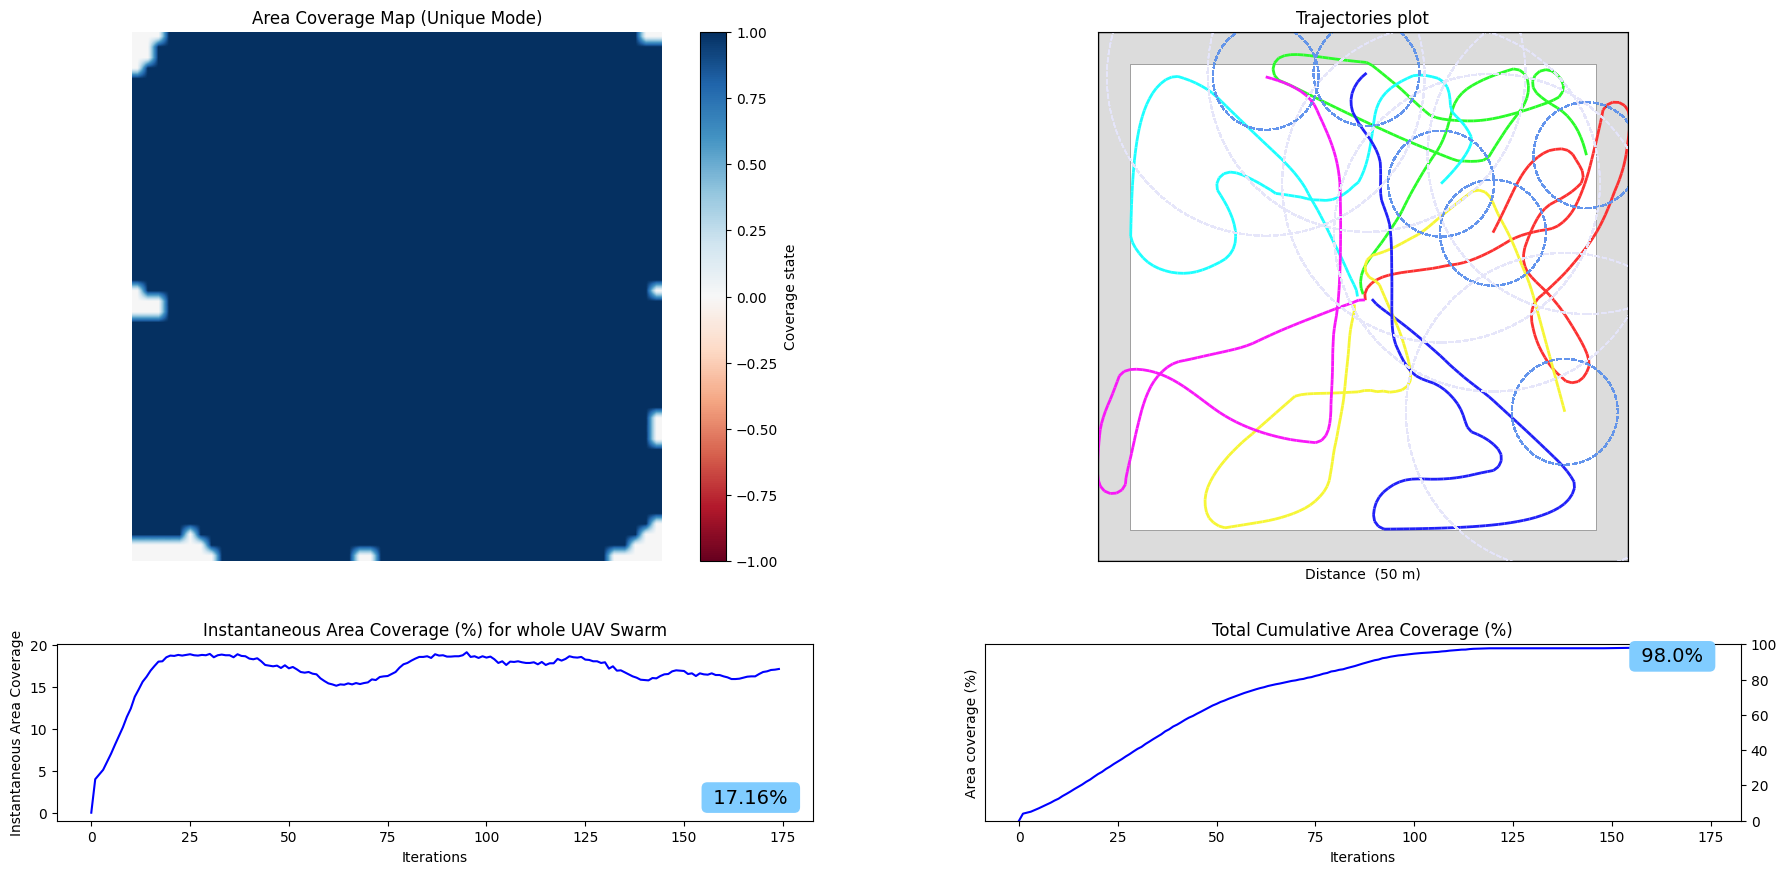 Area Coverage Map (Unique Mode)
1.00
0.75
0.50
0.25
0.00
−0.25
−0.50
−0.75
−1.00
Coverage state
Trajectories plot
Distance  (50 m)
Instantaneous Area Coverage (%) for whole UAV Swarm
Instantaneous Area Coverage
20
15
10
5
0
17.16%
0 25 50 75 100 125 150 175
Iterations
Total Cumulative Area Coverage (%)
Area coverage (%)
98.0%
100
80
60
40
20
0
0 25 50 75 100 125 150 175
Iterations